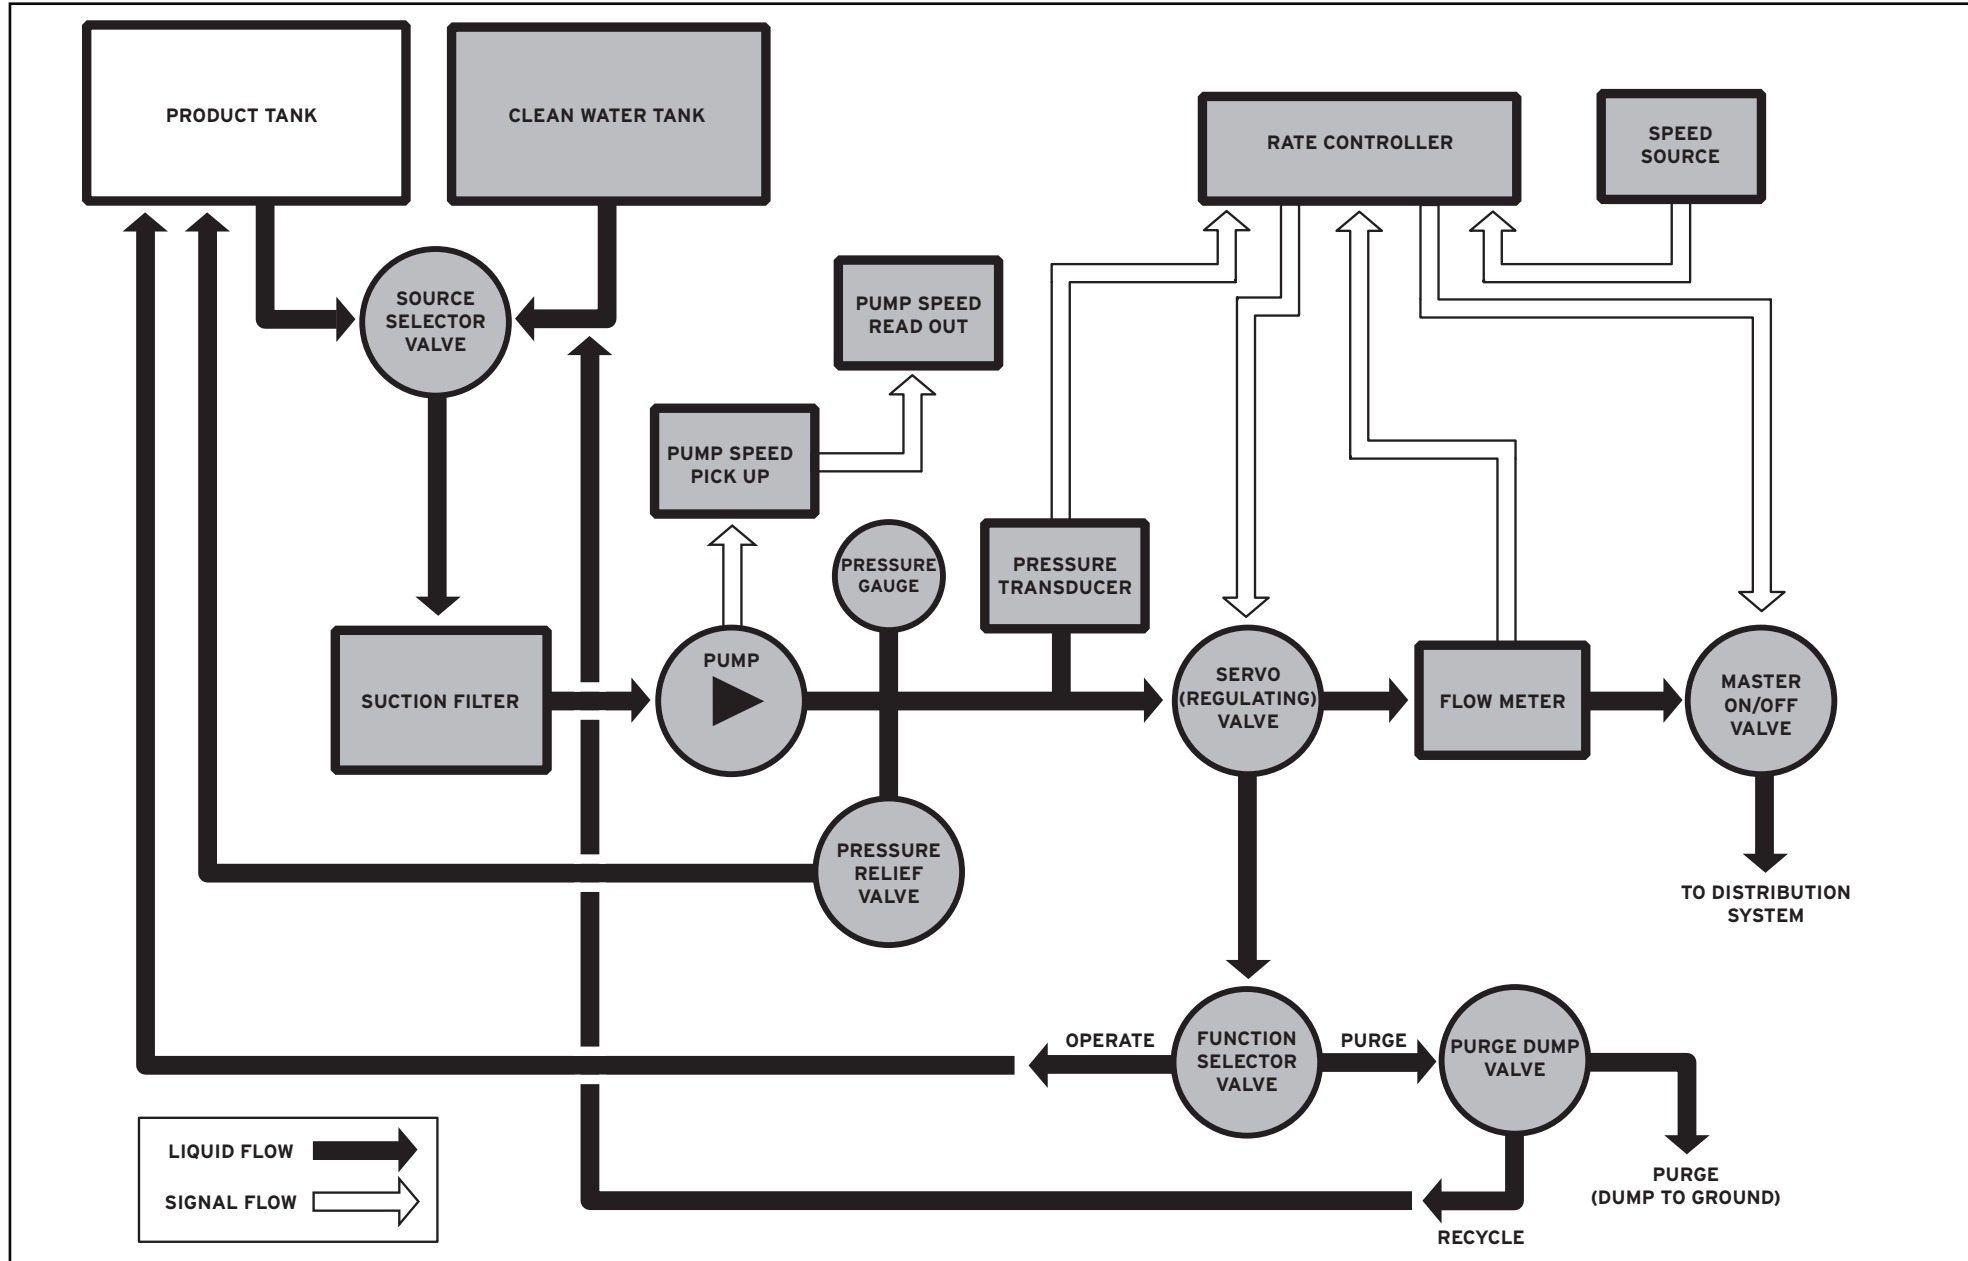 PRODUCT TANK
CLEAN WATER TANK
RATE CONTROLLER
SPEED
SOURCE
SOURCE
SELECTOR
VALVE
PUMP SPEED
READ OUT
PUMP SPEED
PICK UP
PRESSURE
GAUGE
PRESSURE
TRANSDUCER
SUCTION FILTER
PUMP
SERVO
(REGULATING)
VALVE
FLOW METER
MASTER
ON/OFF
VALVE
PRESSURE
RELIEF
VALVE
TO DISTRIBUTION
SYSTEM
OPERATE
FUNCTION
SELECTOR
VALVE
PURGE
PURGE DUMP
VALVE
LIQUID FLOW
SIGNAL FLOW
PURGE
(DUMP TO GROUND)
RECYCLE